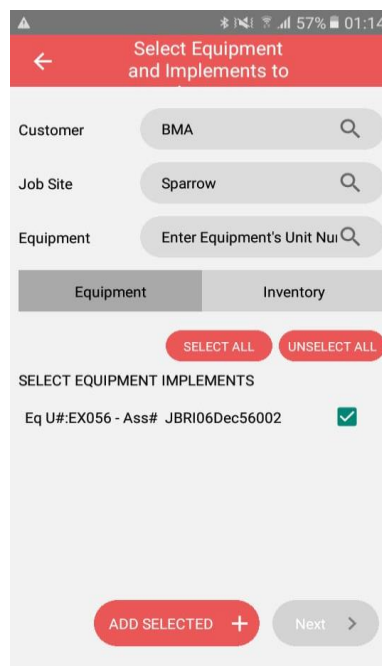 57% 01:14
Select Equipment
and Implements to
Customer BMA
Job Site Sparrow
Equipment Enter Equipment's Unit Nu
Equipment Inventory
SELECT ALL UNSELECT ALL
SELECT EQUIPMENT IMPLEMENTS
Eq U#:EX056 - Ass# JBRI06Dec56002
ADD SELECTED +
Next >